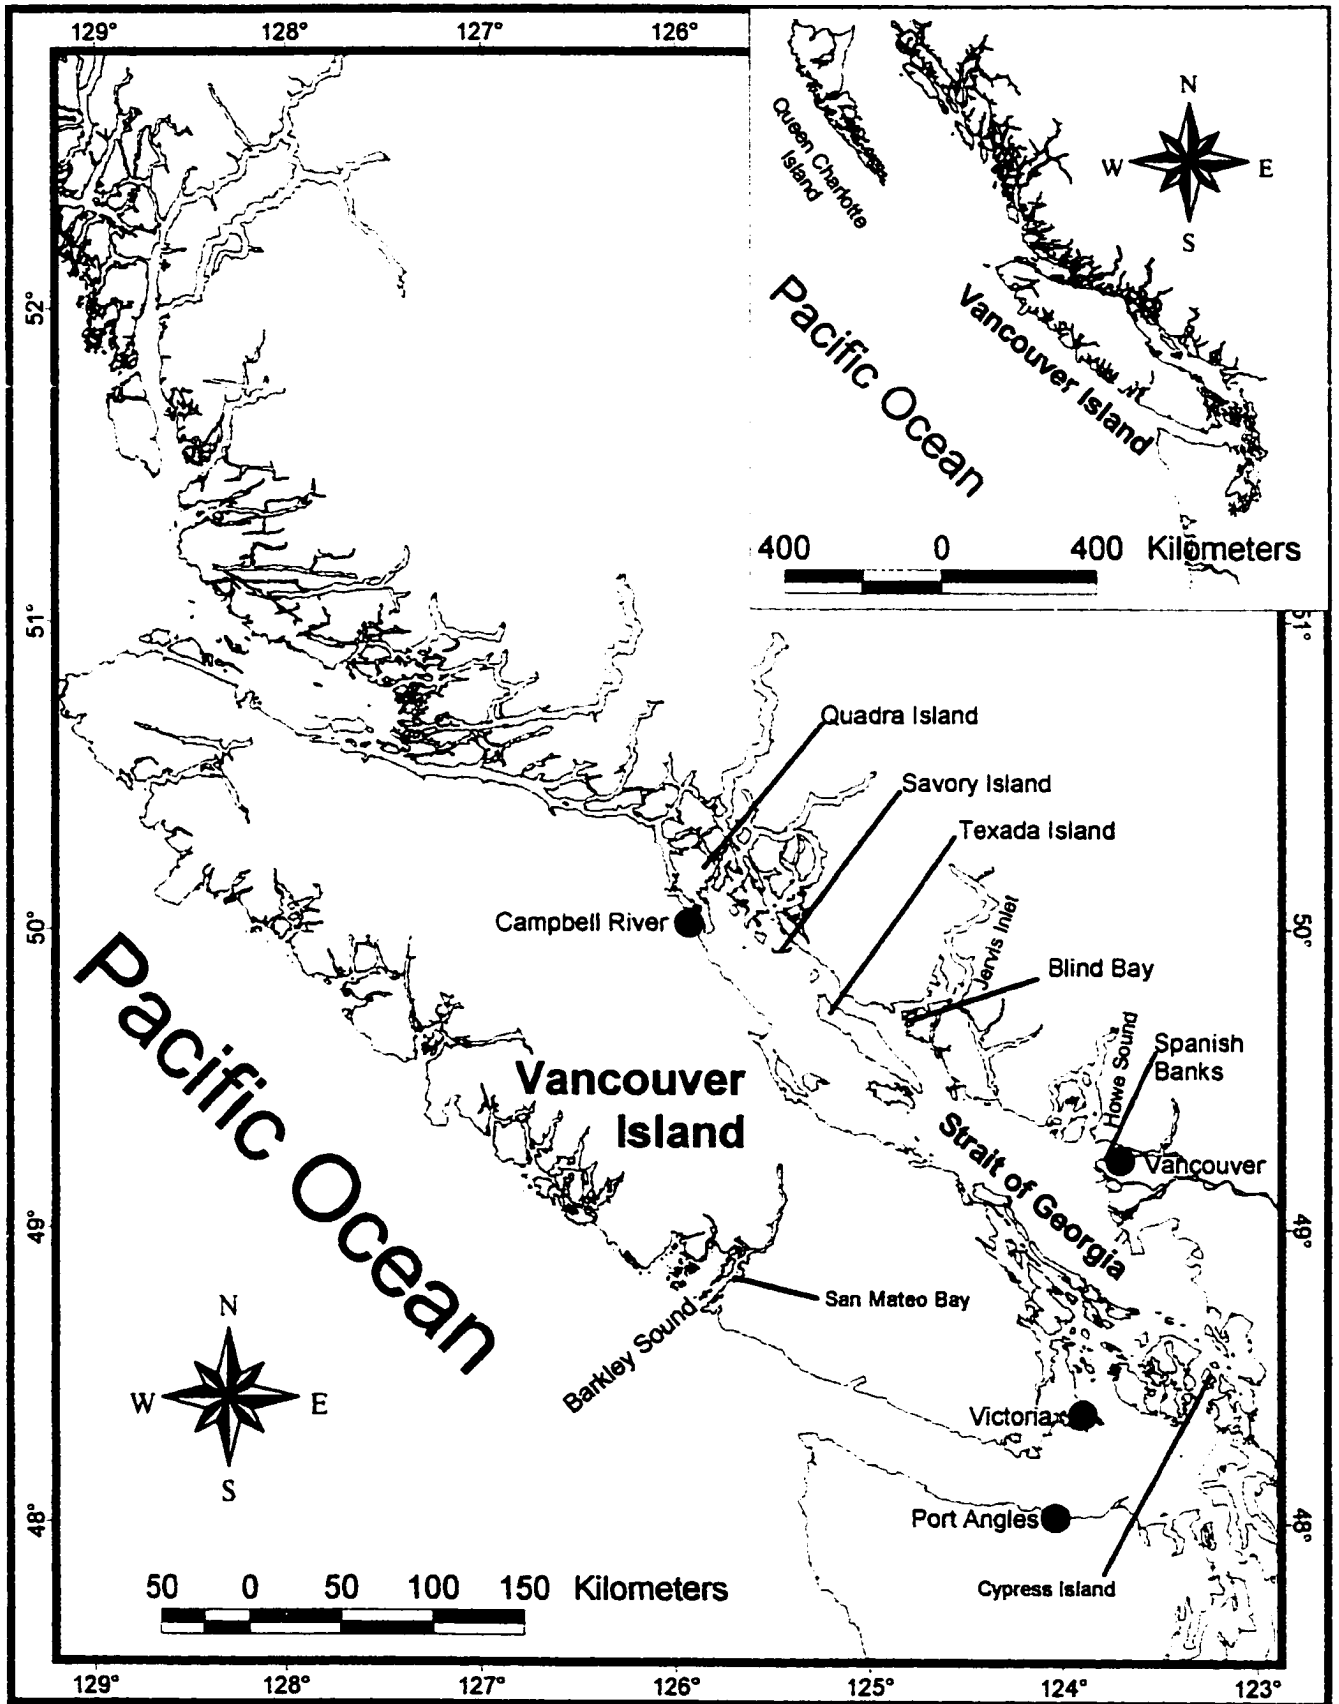 129° 128° 127° 126°
N
W E
S
Queen Charlotte
Island
Pacific Ocean
Vancouver Island
400 0 400 Kilometers
52°
51°
51°
Quadra Island
Savory Island
Texada Island
Campbell River
50°
50°
Jervis Inlet
Blind Bay
Howe Sound
Spanish
Banks
Pacific Ocean
Vancouver
Island
Strait of Georgia
Vancouver
49°
49°
San Mateo Bay
Barkley Sound
N
W E
S
Victoria
Port Angles
48°
48°
Cypress Island
50 0 50 100 150 Kilometers
129° 128° 127° 126° 125° 124° 123°